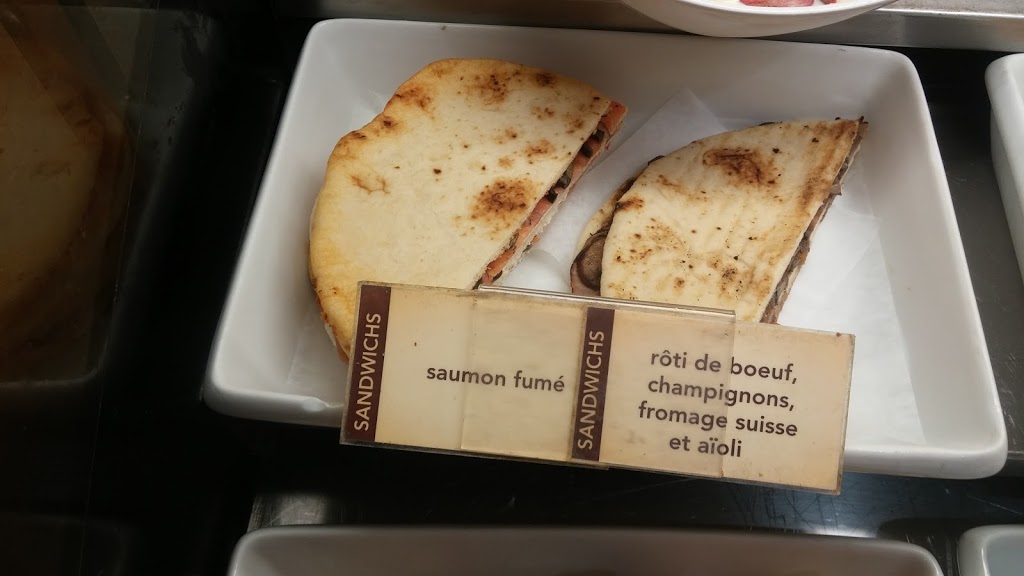 SANDWICHS
saumon fumé
SANDWICHS
rôti de boeuf,
champignons,
fromage suisse
et aïoli